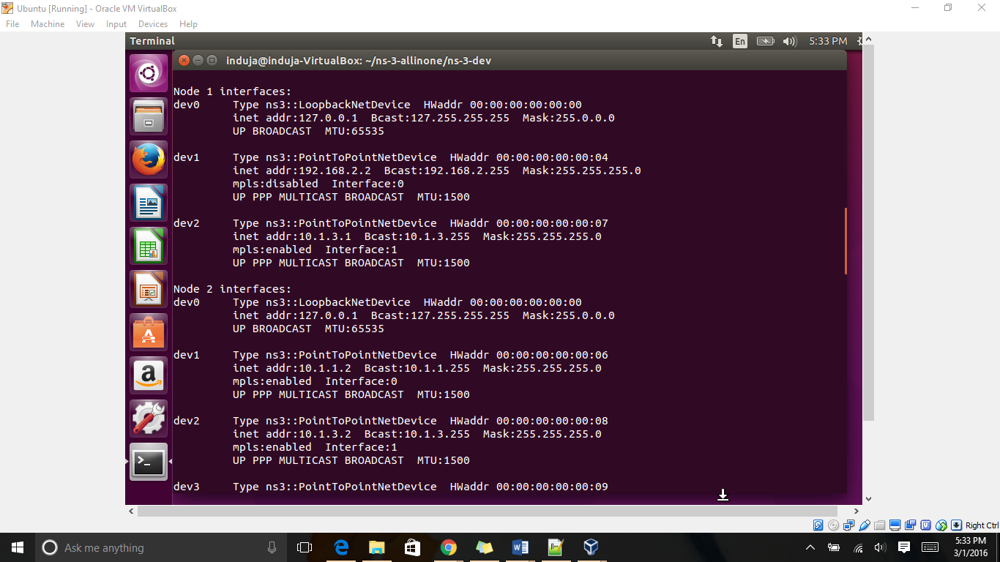 Ubuntu [Running] - Oracle VM VirtualBox
File Machine View Input Devices Help
Terminal En 5:33 PM
induja@induja-VirtualBox: ~/ns-3-allinone/ns-3-dev
Node 1 interfaces:
dev0 Type ns3::LoopbackNetDevice HWaddr 00:00:00:00:00:00
inet addr:127.0.0.1 Bcast:127.255.255.255 Mask:255.0.0.0
UP BROADCAST MTU:65535
dev1 Type ns3::PointToPointNetDevice HWaddr 00:00:00:00:00:04
inet addr:192.168.2.2 Bcast:192.168.2.255 Mask:255.255.255.0
mpls:disabled Interface:0
UP PPP MULTICAST BROADCAST MTU:1500
dev2 Type ns3::PointToPointNetDevice HWaddr 00:00:00:00:00:07
inet addr:10.1.3.1 Bcast:10.1.3.255 Mask:255.255.255.0
mpls:enabled Interface:1
UP PPP MULTICAST BROADCAST MTU:1500
Node 2 interfaces:
dev0 Type ns3::LoopbackNetDevice HWaddr 00:00:00:00:00:00
inet addr:127.0.0.1 Bcast:127.255.255.255 Mask:255.0.0.0
UP BROADCAST MTU:65535
dev1 Type ns3::PointToPointNetDevice HWaddr 00:00:00:00:00:06
inet addr:10.1.1.2 Bcast:10.1.1.255 Mask:255.255.255.0
mpls:enabled Interface:0
UP PPP MULTICAST BROADCAST MTU:1500
dev2 Type ns3::PointToPointNetDevice HWaddr 00:00:00:00:00:08
inet addr:10.1.3.2 Bcast:10.1.3.255 Mask:255.255.255.0
mpls:enabled Interface:1
UP PPP MULTICAST BROADCAST MTU:1500
dev3 Type ns3::PointToPointNetDevice HWaddr 00:00:00:00:00:09
Right Ctrl
Ask me anything
5:33 PM
3/1/2016